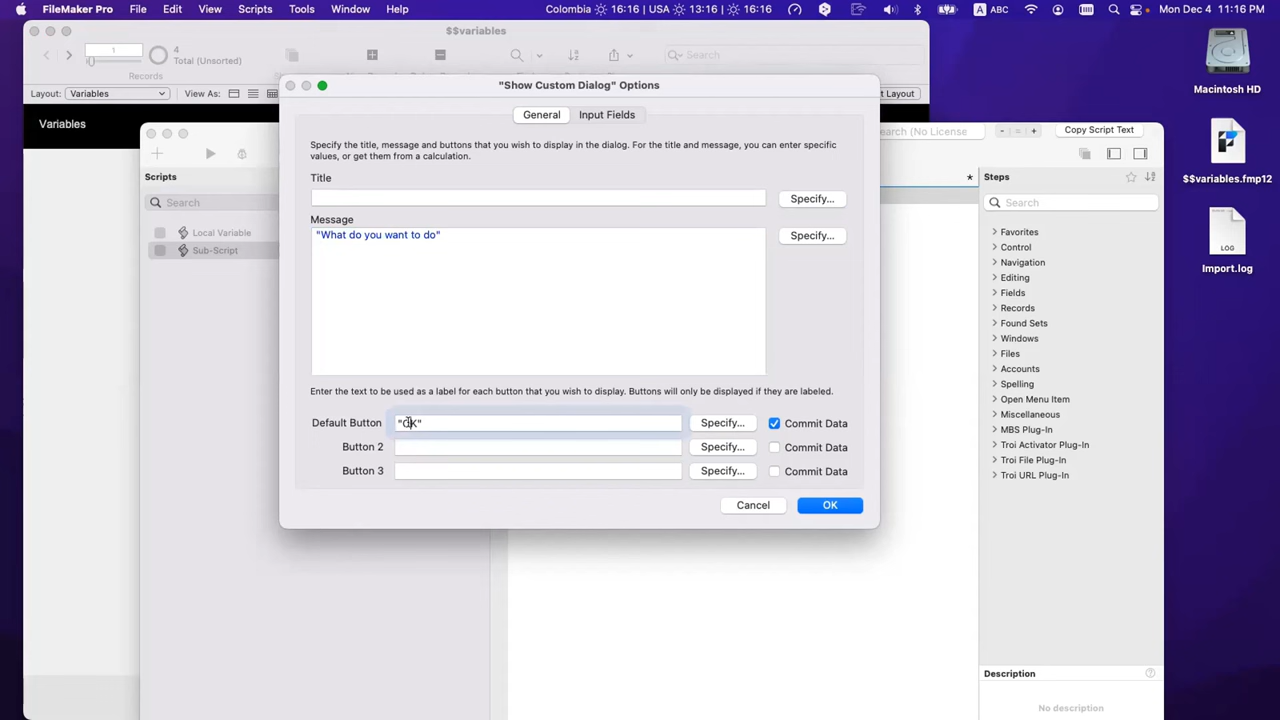 FileMaker Pro File Edit View Scripts Tools Window Help Colombia 16:16 | USA 13:16 | 16:16 A ABC Mon Dec 4 11:16 PM
$$variables
1
4
Total (Unsorted)
Search
Records
Layout: Variables View As: t Layout
Variables
"Show Custom Dialog" Options
General Input Fields
Specify the title, message and buttons that you wish to display in the dialog. For the title and message, you can enter specific
values, or get them from a calculation.
Title
Specify...
Message
"What do you want to do"
Specify...
Enter the text to be used as a label for each button that you wish to display. Buttons will only be displayed if they are labeled.
Default Button "OK" Specify... Commit Data
Button 2 Specify... Commit Data
Button 3 Specify... Commit Data
Cancel OK
Scripts
Search
Local Variable
Sub-Script
earch (No License - = + Copy Script Text
*
Steps
Search
Favorites
Control
Navigation
Editing
Fields
Records
Found Sets
Windows
Files
Accounts
Spelling
Open Menu Item
Miscellaneous
MBS Plug-In
Troi Activator Plug-In
Troi File Plug-In
Troi URL Plug-In
Description
No description
Macintosh HD
$$variables.fmp12
LOG
Import.log